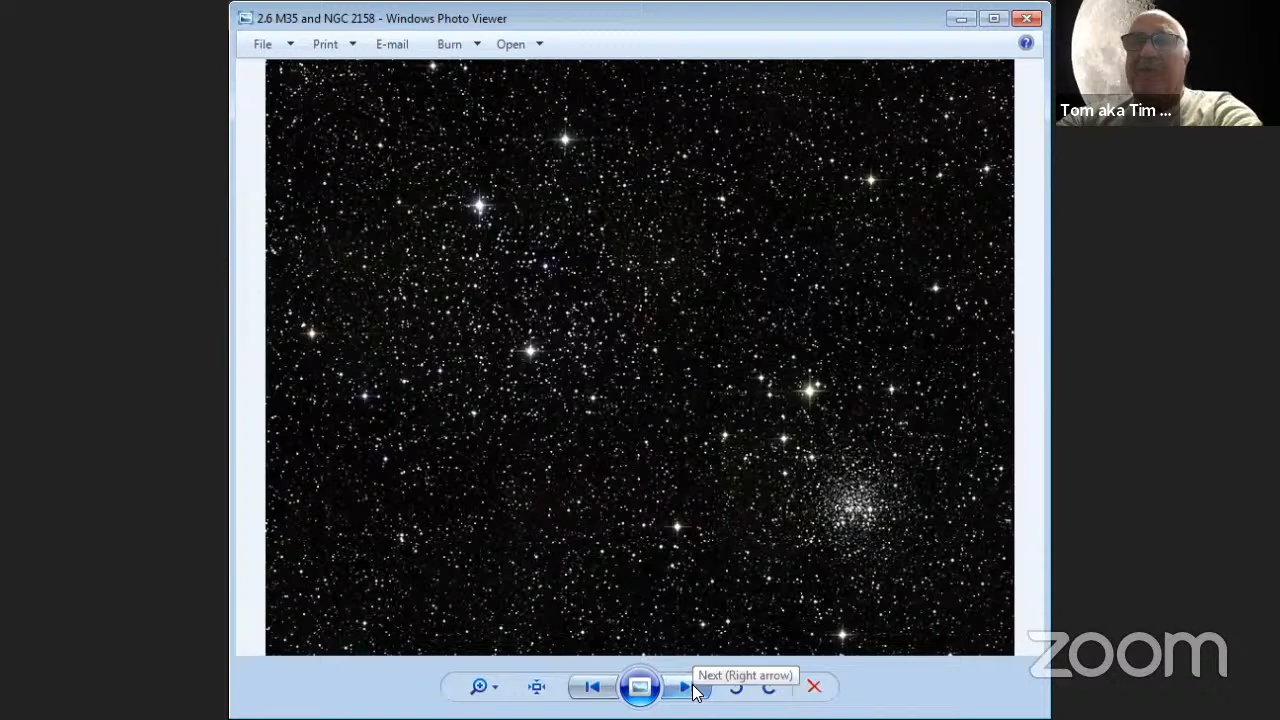 2.6 M35 and NGC 2158 - Windows Photo Viewer
File Print E-mail Burn Open
Tom aka Tim ...
Next (Right arrow)
zoom